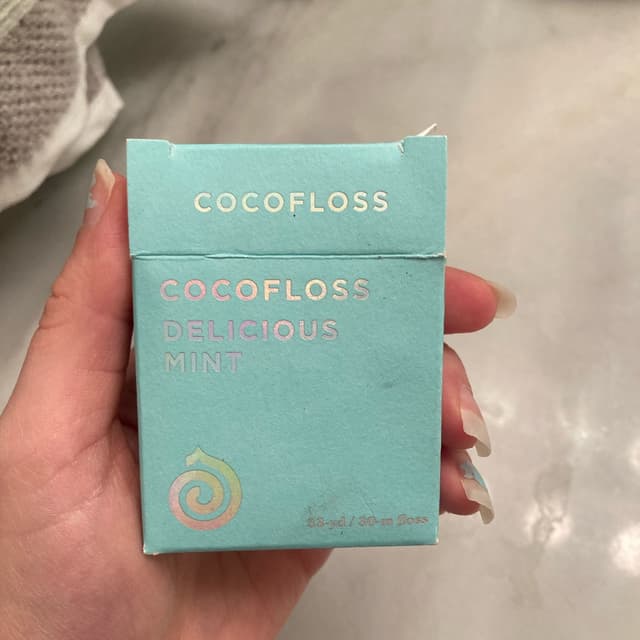 COCOFLOSS
COCOFLOSS
DELICIOUS
MINT
33-yd / 30-m floss